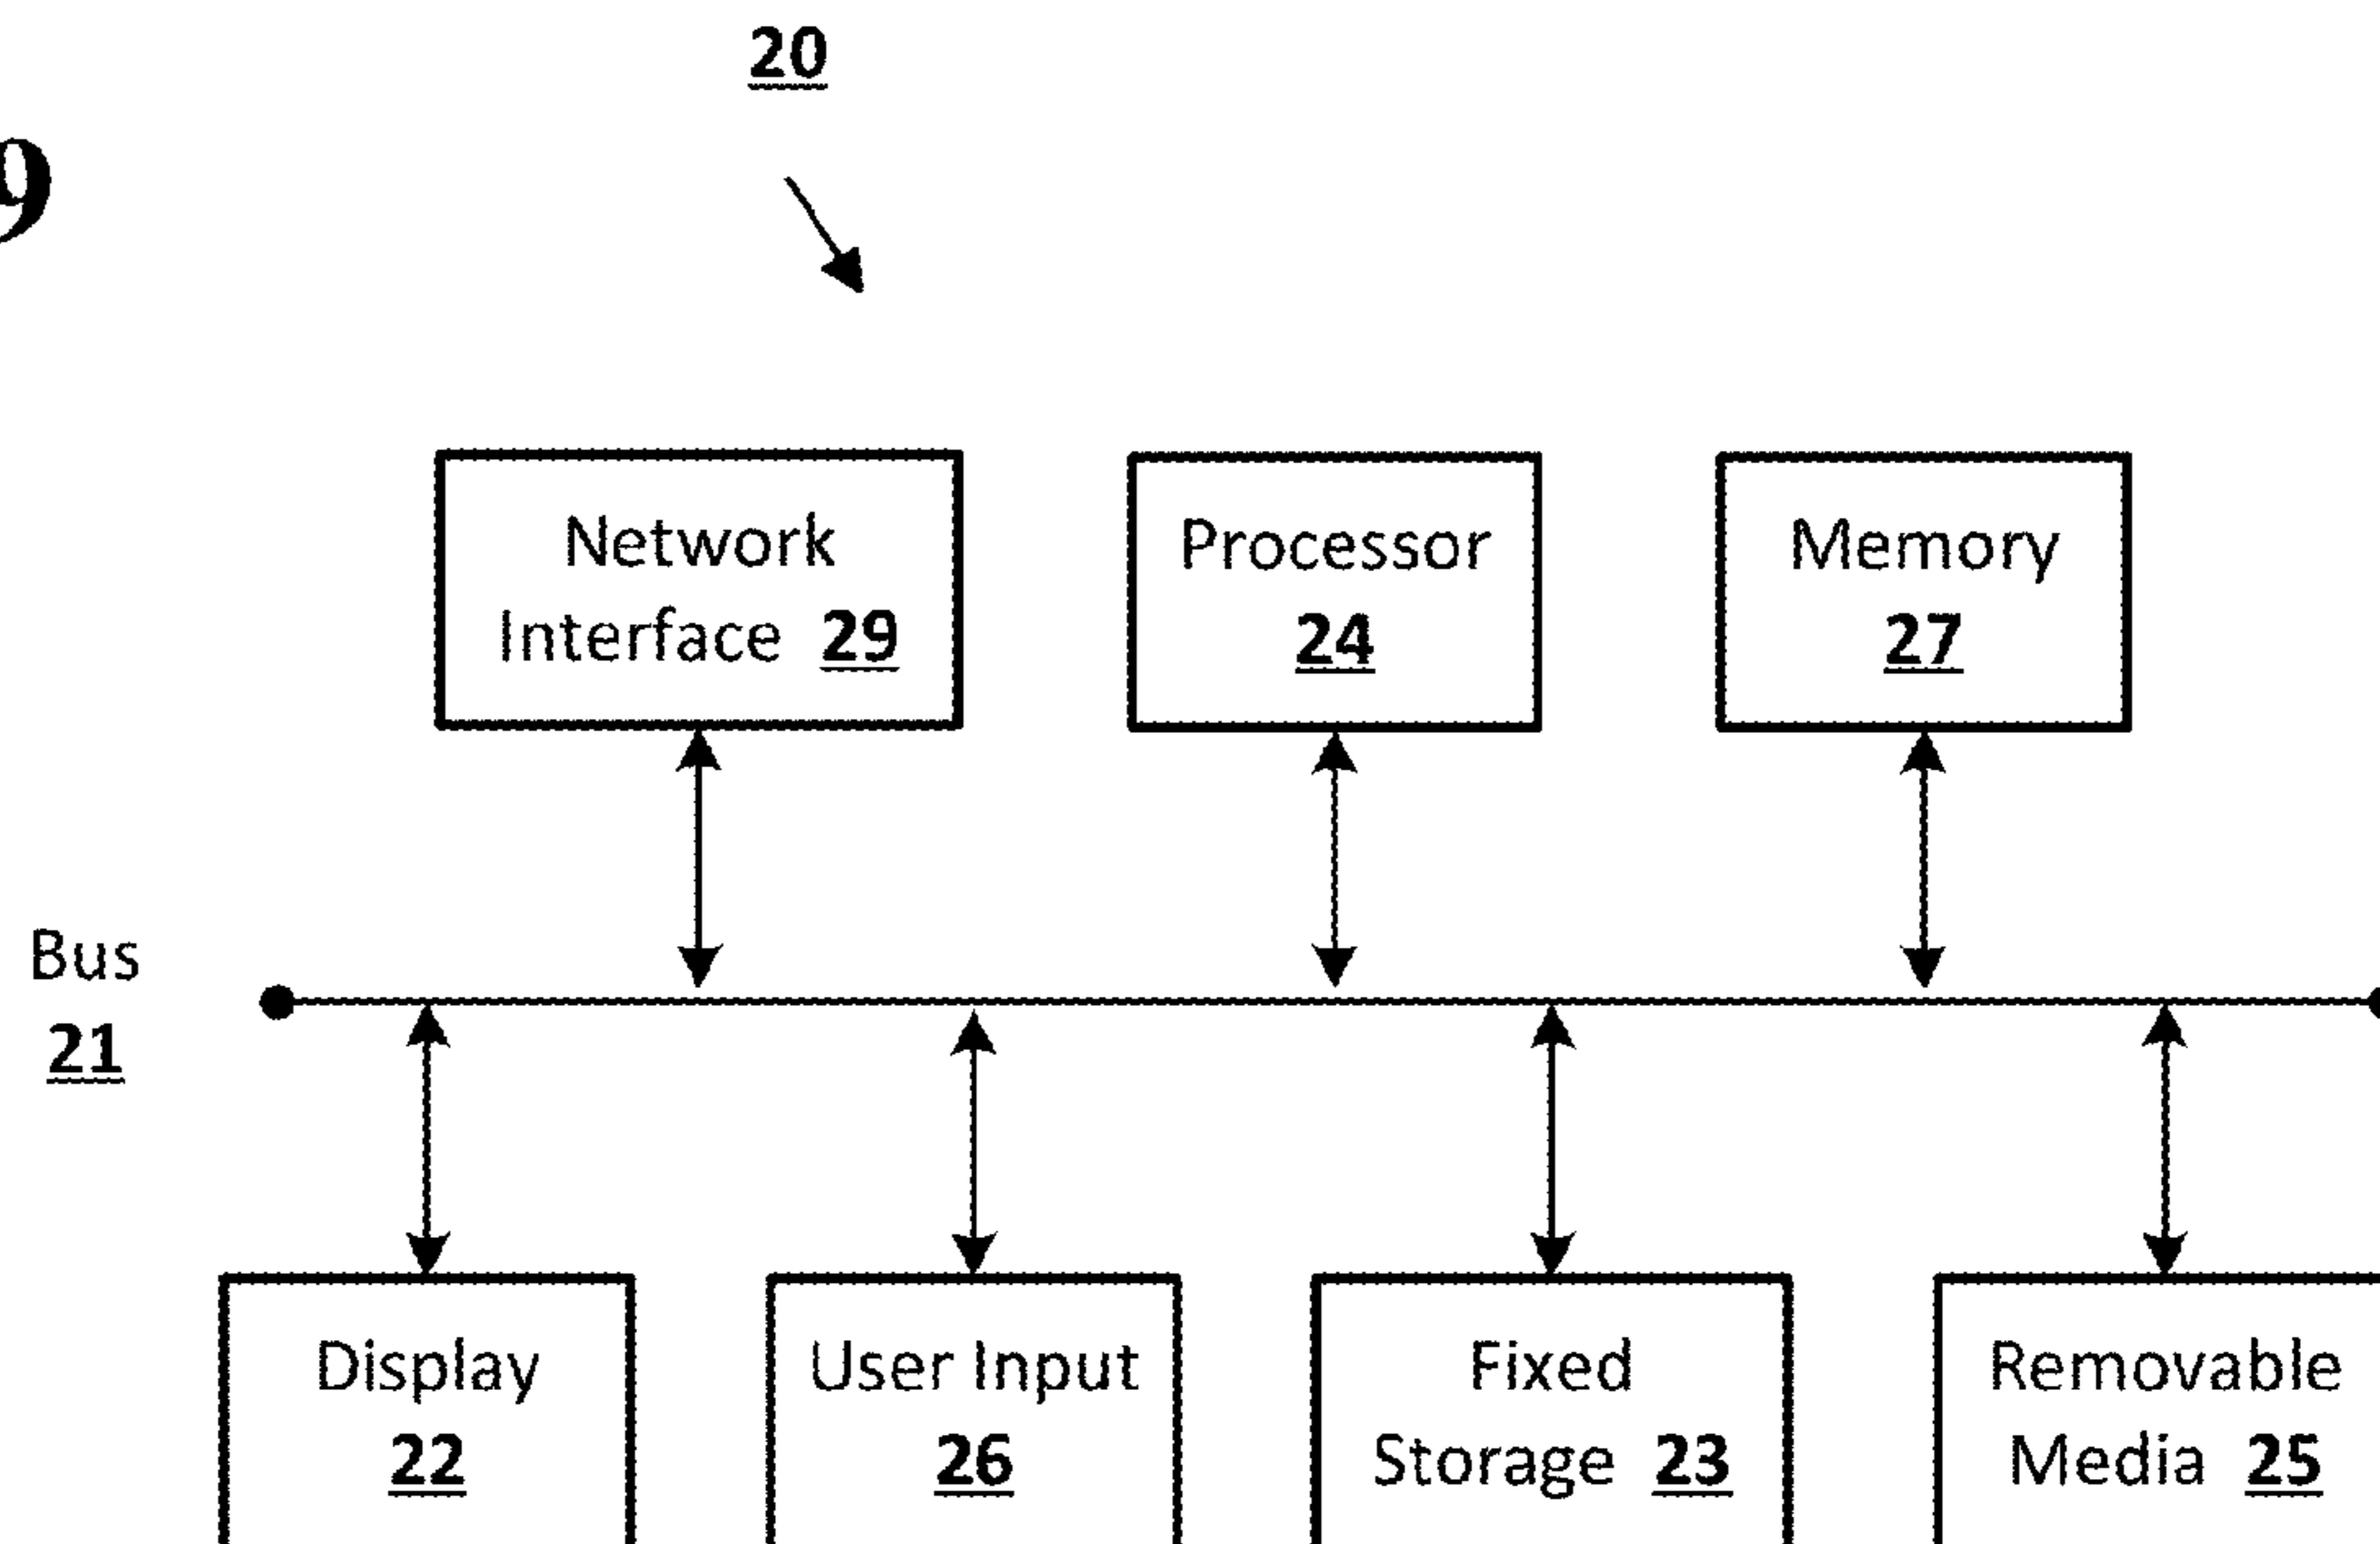 20
9
Network
Interface 29
Processor
24
Memory
27
Bus
21
Display
22
User Input
26
Fixed
Storage 23
Removable
Media 25